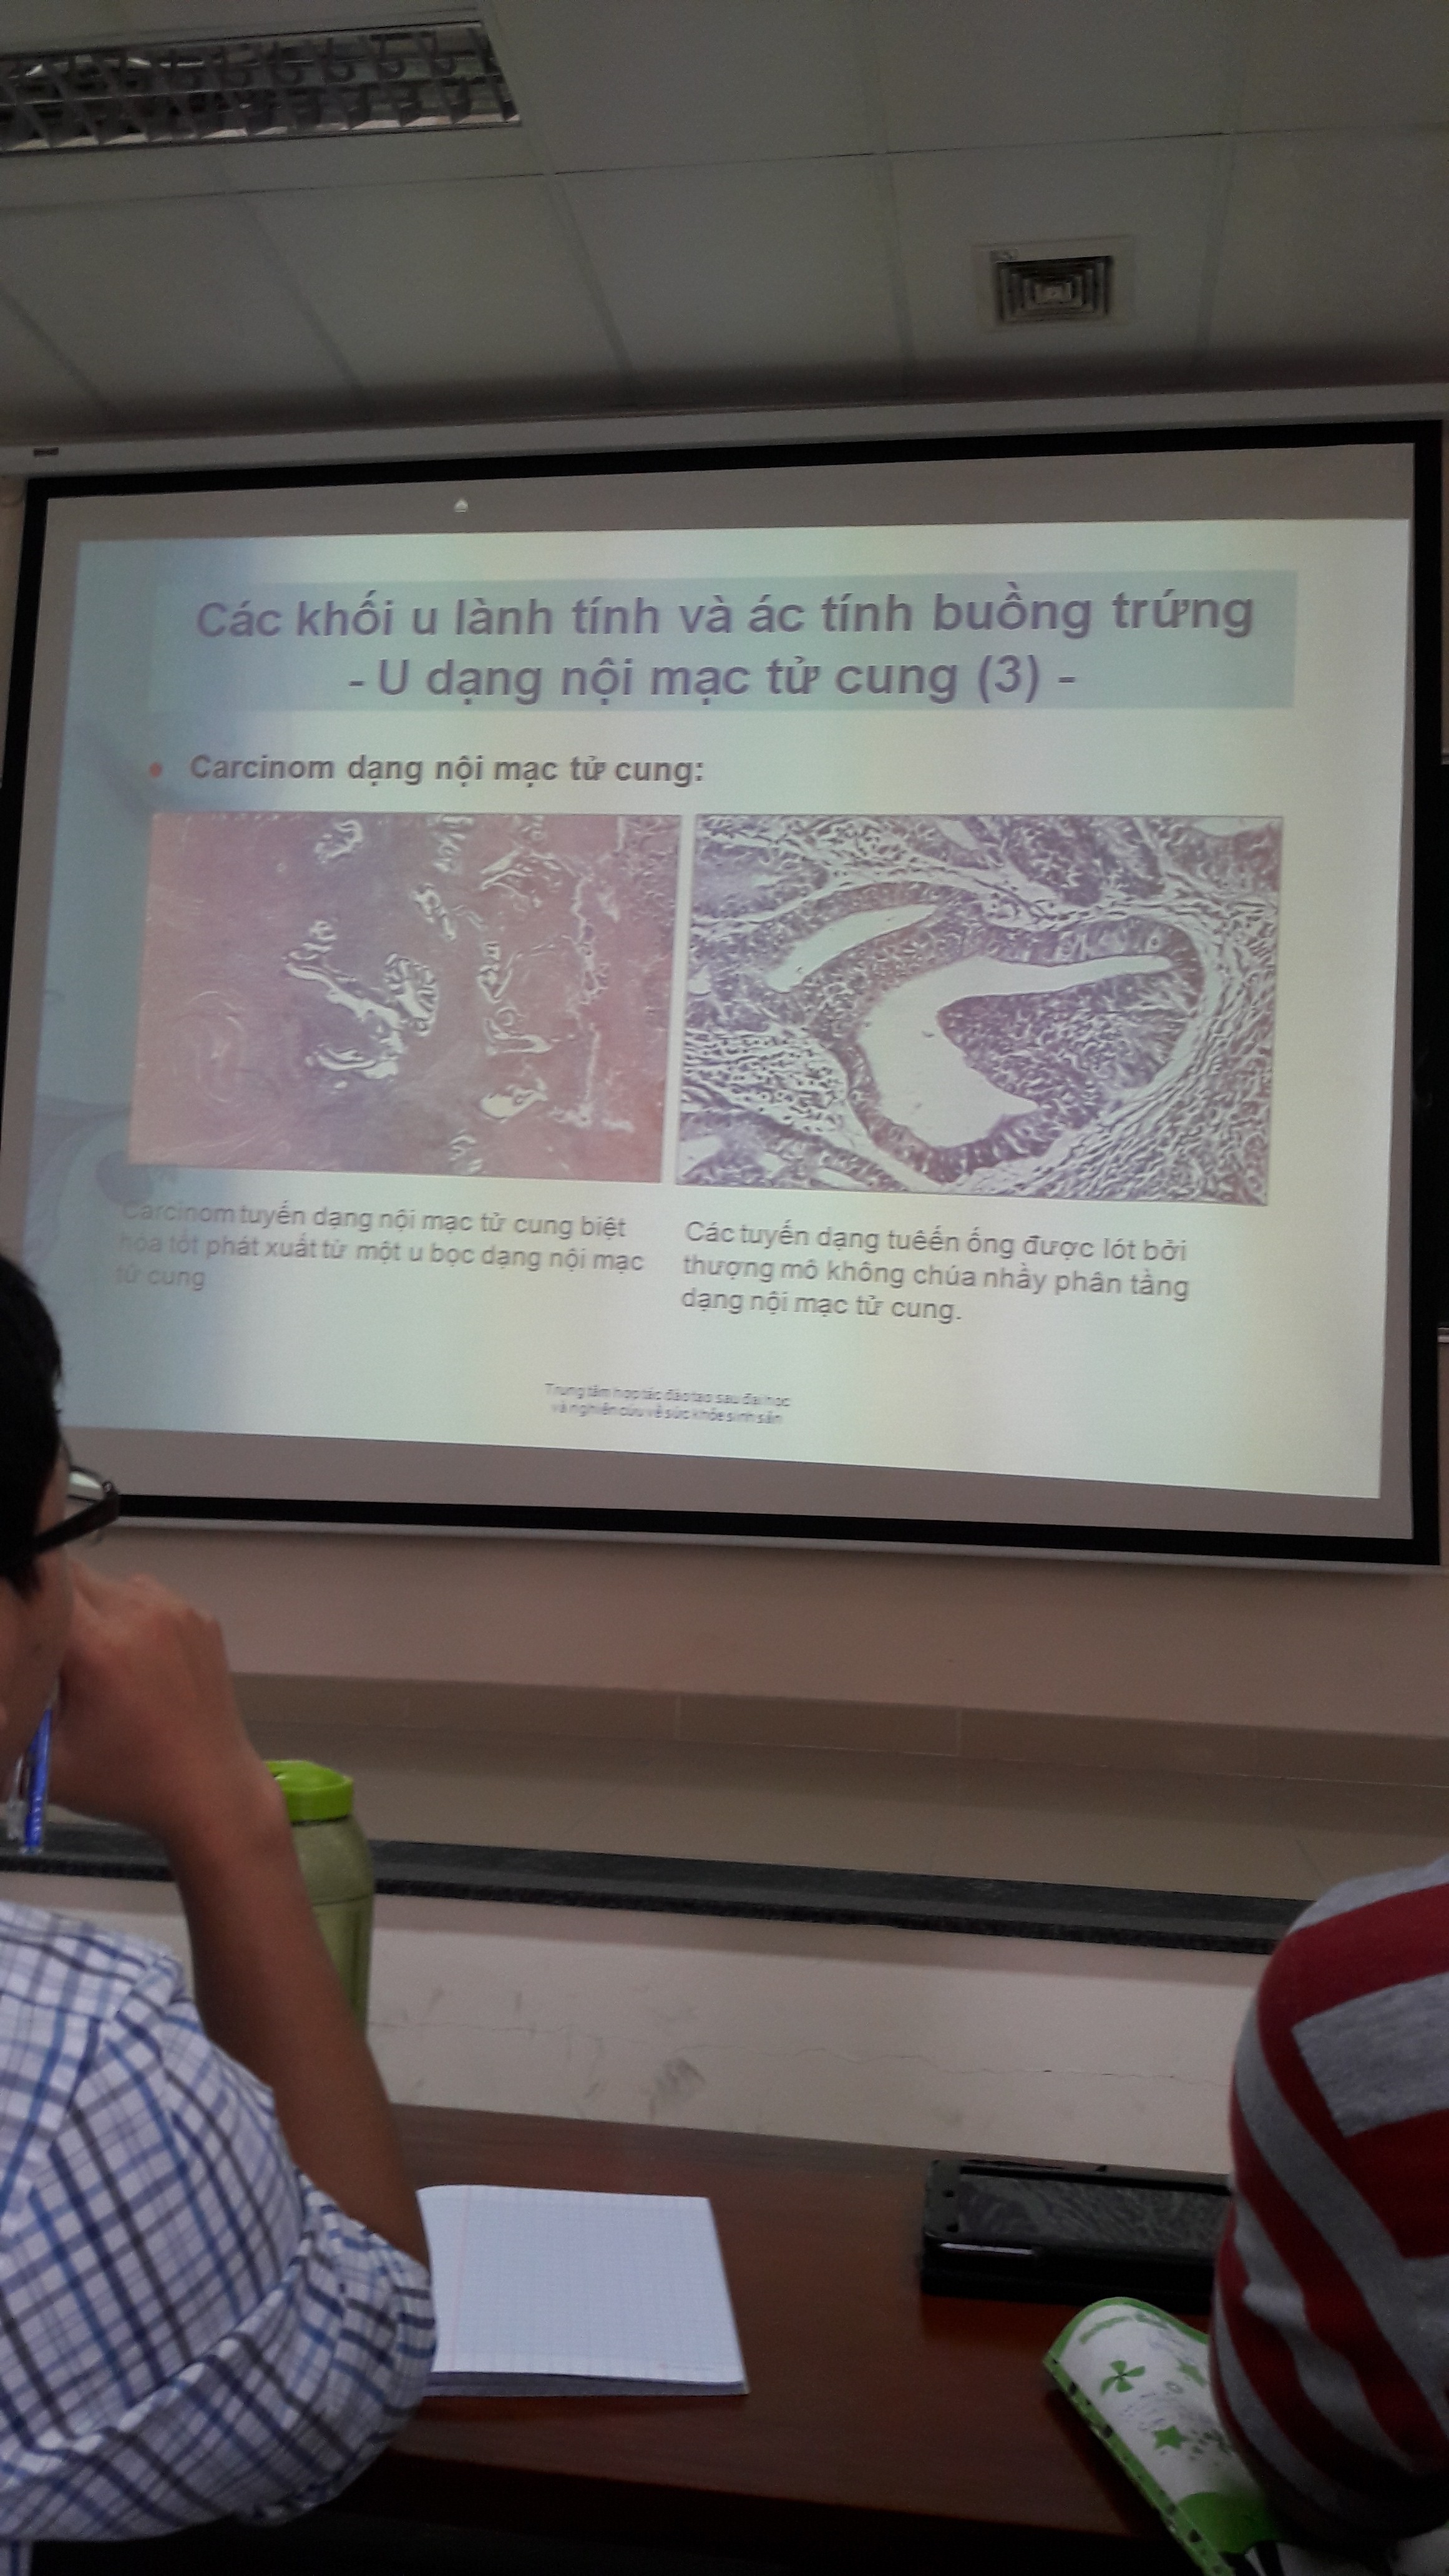 Các khối u lành tính và ác tính buồng trứng
- U dạng nội mạc tử cung (3) -
• Carcinom dạng nội mạc tử cung:
Carcinom tuyến dạng nội mạc tử cung biệt
hóa tốt phát xuất từ một u bọc dạng nội mạc
tử cung
Các tuyến dạng tuêến ống được lót bởi
thượng mô không chúa nhầy phân tầng
dạng nội mạc tử cung.
Trung tâm hợp tác đào tạo sau đại học
và nghiên cứu về sức khỏe sinh sản